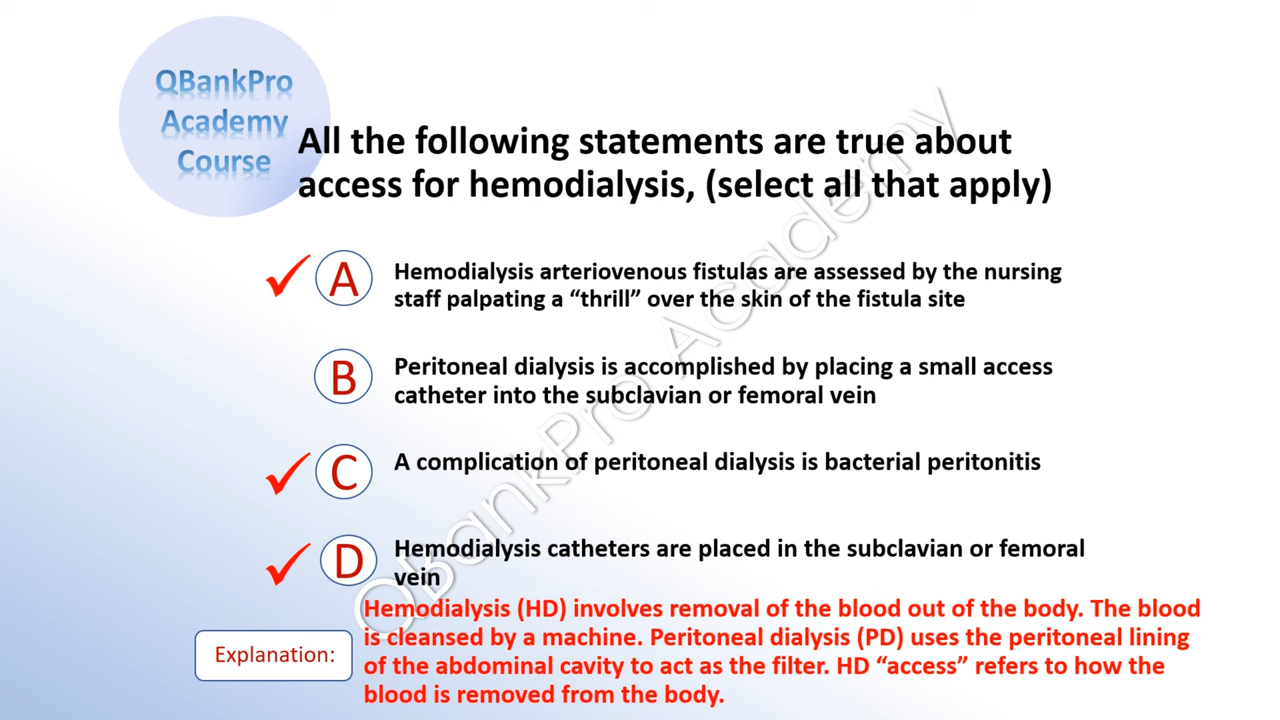 QBankPro
Academy
Course
All the following statements are true about
access for hemodialysis, (select all that apply)
A
Hemodialysis arteriovenous fistulas are assessed by the nursing
staff palpating a “thrill” over the skin of the fistula site
B
Peritoneal dialysis is accomplished by placing a small access
catheter into the subclavian or femoral vein
C
A complication of peritoneal dialysis is bacterial peritonitis
D
Hemodialysis catheters are placed in the subclavian or femoral
vein
Explanation:
Hemodialysis (HD) involves removal of the blood out of the body. The blood
is cleansed by a machine. Peritoneal dialysis (PD) uses the peritoneal lining
of the abdominal cavity to act as the filter. HD “access” refers to how the
blood is removed from the body.
QBankPro Academy